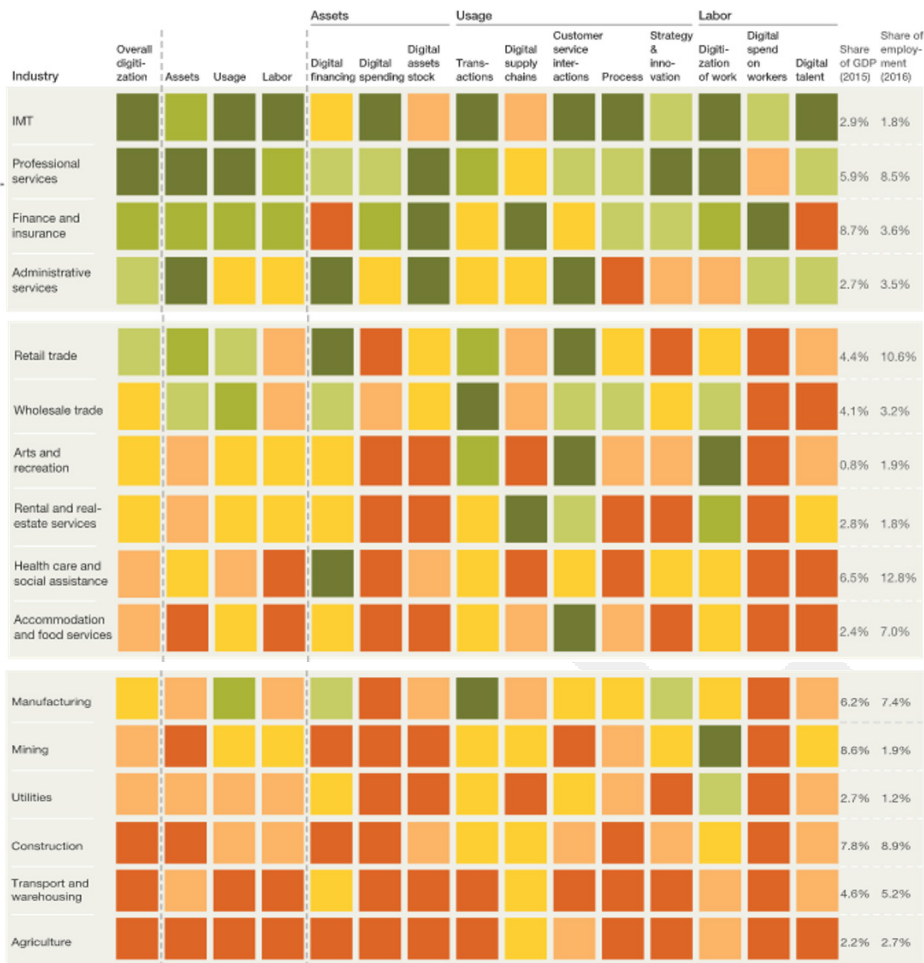 Assets Usage Labor
Industry
Overall
digiti-
zation
Assets
Usage
Labor
Digital
financing
Digital
spending
Digital
assets
stock
Trans-
actions
Digital
supply
chains
Customer
service
inter-
actions
Process
Strategy
&
inno-
vation
Digiti-
zation
of work
Digital
spend
on
workers
Digital
talent
Share
of GDP
(2015)
Share of
employ-
ment
(2016)
IMT
2.9% 1.8%
Professional
services
5.9% 8.5%
Finance and
insurance
8.7% 3.6%
Administrative
services
2.7% 3.5%
Retail trade
4.4% 10.6%
Wholesale trade
4.1% 3.2%
Arts and
recreation
0.8% 1.9%
Rental and real-
estate services
2.8% 1.8%
Health care and
social assistance
6.5% 12.8%
Accommodation
and food services
2.4% 7.0%
Manufacturing
6.2% 7.4%
Mining
8.6% 1.9%
Utilities
2.7% 1.2%
Construction
7.8% 8.9%
Transport and
warehousing
4.6% 5.2%
Agriculture
2.2% 2.7%